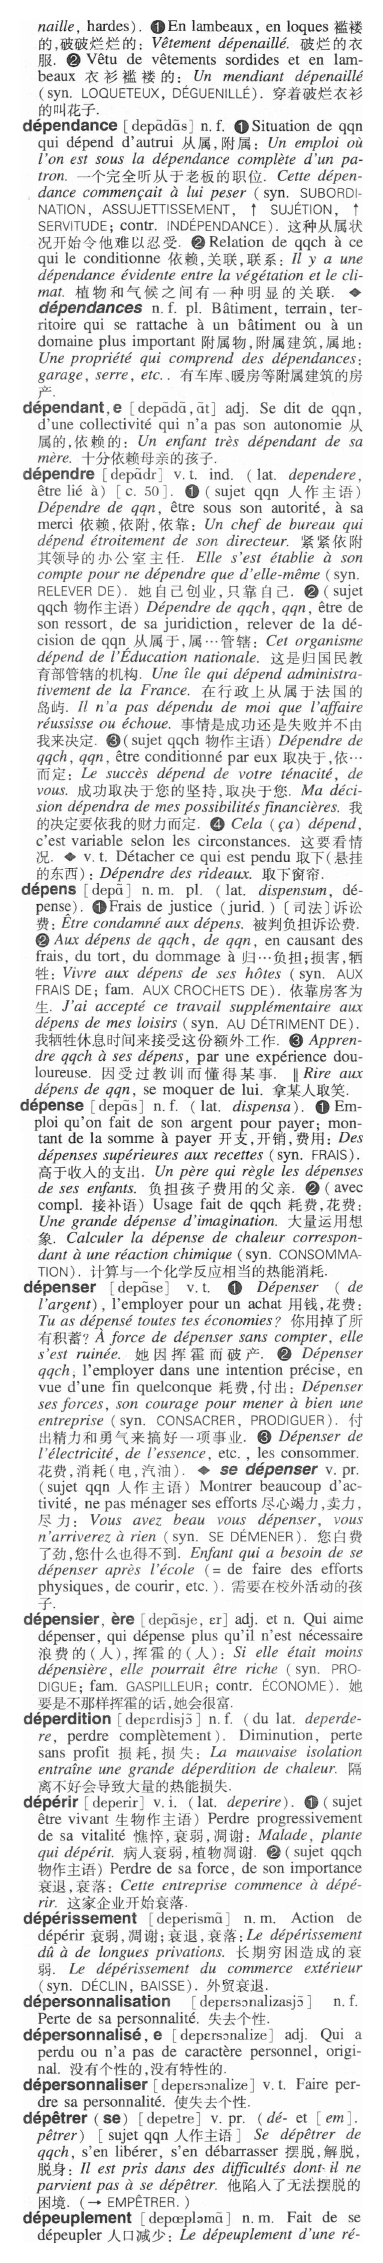 naille, hardes). ❶ En lambeaux, en loques 褴褛
的,破破烂烂的: Vêtement dépenaillé. 破烂的衣
服. ❷ Vêtu de vêtements sordides et en lam-
beaux 衣衫褴褛的: Un mendiant dépenaillé
(syn. LOQUETEUX, DÉGUENILLÉ). 穿着破烂衣衫
的叫花子.
dépendance [depɑ̃dɑ̃s] n. f. ❶ Situation de qqn
qui dépend d'autrui 从属,附属: Un emploi où
l'on est sous la dépendance complète d'un pa-
tron. 一个完全听从于老板的职位. Cette dépen-
dance commençait à lui peser (syn. SUBORDI-
NATION, ASSUJETTISSEMENT, ↑ SUJÉTION, ↑
SERVITUDE; contr. INDÉPENDANCE). 这种从属状
况开始令他难以忍受. ❷ Relation de qqch à ce
qui le conditionne 依赖,关联,联系: Il y a une
dépendance évidente entre la végétation et le cli-
mat. 植物和气候之间有一种明显的关联. ◆
dépendances n. f. pl. Bâtiment, terrain, ter-
ritoire qui se rattache à un bâtiment ou à un
domaine plus important 附属物,附属建筑,属地:
Une propriété qui comprend des dépendances:
garage, serre, etc.. 有车库、暖房等附属建筑的房
产.
dépendant, e [depɑ̃dɑ̃, ɑ̃t] adj. Se dit de qqn,
d'une collectivité qui n'a pas son autonomie 从
属的,依赖的: Un enfant très dépendant de sa
mère. 十分依赖母亲的孩子.
dépendre [depɑ̃dr] v. t. ind. (lat. dependere,
être lié à) [c. 50]. ❶ (sujet qqn 人作主语)
Dépendre de qqn, être sous son autorité, à sa
merci 依赖,依附,依靠: Un chef de bureau qui
dépend étroitement de son directeur. 紧紧依附
其领导的办公室主任. Elle s'est établie à son
compte pour ne dépendre que d'elle-même (syn.
RELEVER DE). 她自己创业,只靠自己. ❷ (sujet
qqch 物作主语) Dépendre de qqch, qqn, être de
son ressort, de sa juridiction, relever de la dé-
cision de qqn 从属于,属…管辖: Cet organisme
dépend de l'Éducation nationale. 这是归国民教
育部管辖的机构. Une île qui dépend administra-
tivement de la France. 在行政上从属于法国的
岛屿. Il n'a pas dépendu de moi que l'affaire
réussisse ou échoue. 事情是成功还是失败并不由
我来决定. ❸ (sujet qqch 物作主语) Dépendre de
qqch, qqn, être conditionné par eux 取决于,依…
而定: Le succès dépend de votre ténacité, de
vous. 成功取决于您的坚持,取决于您. Ma déci-
sion dépendra de mes possibilités financières. 我
的决定要依我的财力而定. ❹ Cela (ça) dépend,
c'est variable selon les circonstances. 这要看情
况. ◆ v. t. Détacher ce qui est pendu 取下(悬挂
的东西): Dépendre des rideaux. 取下窗帘.
dépens [depɑ̃] n. m. pl. (lat. dispensum, dé-
pense). ❶ Frais de justice (jurid.) [司法]诉讼
费: Être condamné aux dépens. 被判负担诉讼费.
❷ Aux dépens de qqch, de qqn, en causant des
frais, du tort, du dommage à 归…负担;损害,牺
牲: Vivre aux dépens de ses hôtes (syn. AUX
FRAIS DE; fam. AUX CROCHETS DE). 依靠房客为
生. J'ai accepté ce travail supplémentaire aux
dépens de mes loisirs (syn. AU DÉTRIMENT DE).
我牺牲休息时间来接受这份额外工作. ❸ Appren-
dre qqch à ses dépens, par une expérience dou-
loureuse. 因受过教训而懂得某事. ‖ Rire aux
dépens de qqn, se moquer de lui. 拿某人取笑.
dépense [depɑ̃s] n. f. (lat. dispensa). ❶ Em-
ploi qu'on fait de son argent pour payer; mon-
tant de la somme à payer 开支,开销,费用: Des
dépenses supérieures aux recettes (syn. FRAIS).
高于收入的支出. Un père qui règle les dépenses
de ses enfants. 负担孩子费用的父亲. ❷ (avec
compl. 接补语) Usage fait de qqch 耗费,花费:
Une grande dépense d'imagination. 大量运用想
象. Calculer la dépense de chaleur correspon-
dant à une réaction chimique (syn. CONSOMMA-
TION). 计算与一个化学反应相当的热能消耗.
dépenser [depɑ̃se] v. t. ❶ Dépenser (de
l'argent), l'employer pour un achat 用钱,花费:
Tu as dépensé toutes tes économies? 你用掉了所
有积蓄? À force de dépenser sans compter, elle
s'est ruinée. 她因挥霍而破产. ❷ Dépenser
qqch, l'employer dans une intention précise, en
vue d'une fin quelconque 耗费,付出: Dépenser
ses forces, son courage pour mener à bien une
entreprise (syn. CONSACRER, PRODIGUER). 付
出精力和勇气来搞好一项事业. ❸ Dépenser de
l'électricité, de l'essence, etc., les consommer.
花费,消耗(电,汽油). ◆ se dépenser v. pr.
(sujet qqn 人作主语) Montrer beaucoup d'ac-
tivité, ne pas ménager ses efforts 尽心竭力,卖力,
尽力: Vous avez beau vous dépenser, vous
n'arriverez à rien (syn. SE DÉMENER). 您白费
了劲,您什么也得不到. Enfant qui a besoin de se
dépenser après l'école (= de faire des efforts
physiques, de courir, etc.). 需要在校外活动的孩
子.
dépensier, ère [depɑ̃sje, ɛr] adj. et n. Qui aime
dépenser, qui dépense plus qu'il n'est nécessaire
浪费的(人),挥霍的(人): Si elle était moins
dépensière, elle pourrait être riche (syn. PRO-
DIGUE; fam. GASPILLEUR; contr. ÉCONOME). 她
要是不那样挥霍的话,她会很富.
déperdition [depɛrdisjɔ̃] n. f. (du lat. deperde-
re, perdre complètement). Diminution, perte
sans profit 损耗,损失: La mauvaise isolation
entraîne une grande déperdition de chaleur. 隔
离不好会导致大量的热能损失.
dépérir [deperir] v. i. (lat. deperire). ❶ (sujet
être vivant 生物作主语) Perdre progressivement
de sa vitalité 憔悴,衰弱,凋谢: Malade, plante
qui dépérit. 病人衰弱,植物凋谢. ❷ (sujet qqch
物作主语) Perdre de sa force, de son importance
衰退,衰落: Cette entreprise commence à dépé-
rir. 这家企业开始衰落.
dépérissement [deperismɑ̃] n. m. Action de
dépérir 衰弱,凋谢; 衰退,衰落: Le dépérissement
dû à de longues privations. 长期穷困造成的衰
弱. Le dépérissement du commerce extérieur
(syn. DÉCLIN, BAISSE). 外贸衰退.
dépersonnalisation [depɛrsɔnalizasjɔ̃] n. f.
Perte de sa personnalité. 失去个性.
dépersonnalisé, e [depɛrsɔnalize] adj. Qui a
perdu ou n'a pas de caractère personnel, origi-
nal. 没有个性的,没有特性的.
dépersonnaliser [depɛrsɔnalize] v. t. Faire per-
dre sa personnalité. 使失去个性.
dépêtrer (se) [depetre] v. pr. (dé- et [em].
pêtrer) [sujet qqn 人作主语] Se dépêtrer de
qqch, s'en libérer, s'en débarrasser 摆脱,解脱,
脱身: Il est pris dans des difficultés dont il ne
parvient pas à se dépêtrer. 他陷入了无法摆脱的
困境. (→ EMPÊTRER.)
dépeuplement [depœpləmɑ̃] n. m. Fait de se
dépeupler 人口减少: Le dépeuplement d'une ré-